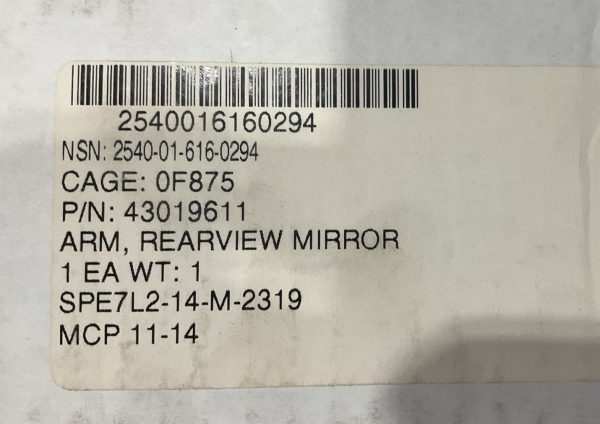 2540016160294
NSN: 2540-01-616-0294
CAGE: 0F875
P/N: 43019611
ARM, REARVIEW MIRROR
1 EA WT: 1
SPE7L2-14-M-2319
MCP 11-14